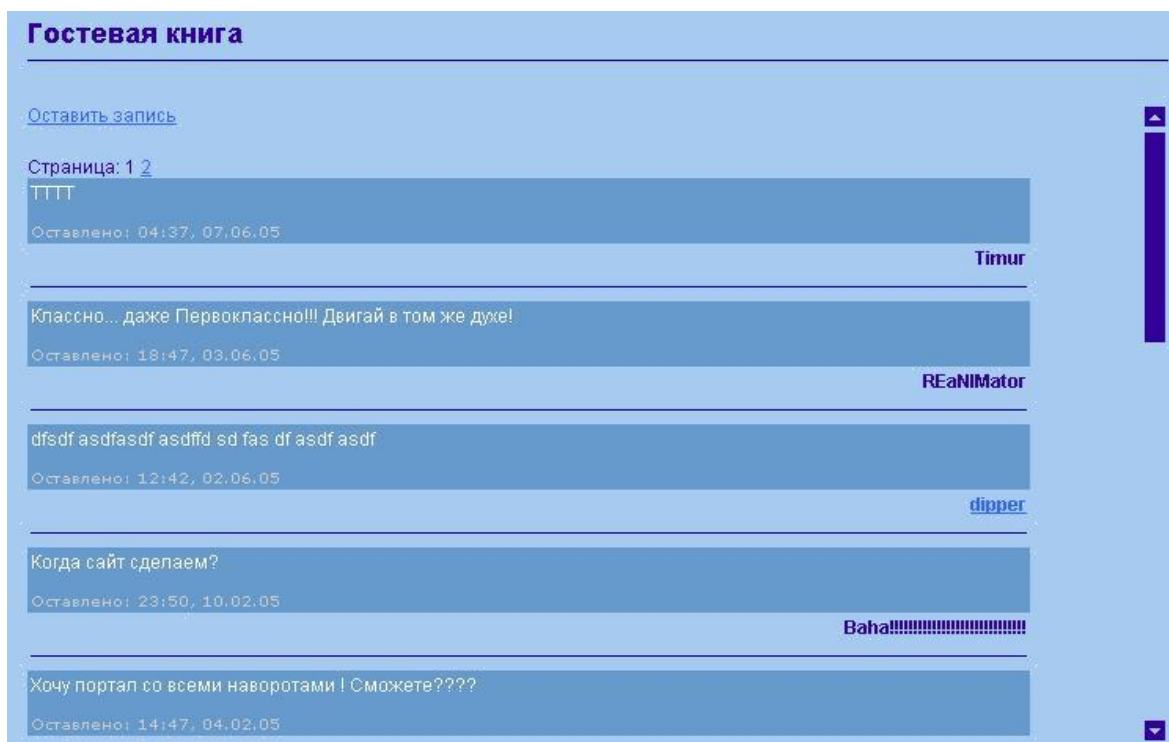 Гостевая книга
Оставить запись
Страница: 1 2
TTTT
Оставлено: 04:37, 07.06.05
Timur
Классно... даже Первоклассно!!! Двигай в том же духе!
Оставлено: 18:47, 03.06.05
REaNIMator
dfsdf asdfasdf asdffd sd fas df asdf asdf
Оставлено: 12:42, 02.06.05
dipper
Когда сайт сделаем?
Оставлено: 23:50, 10.02.05
Baha!!!!!!!!!!!!!!!!!!!!!!!!!!!!!!
Хочу портал со всеми наворотами ! Сможете????
Оставлено: 14:47, 04.02.05